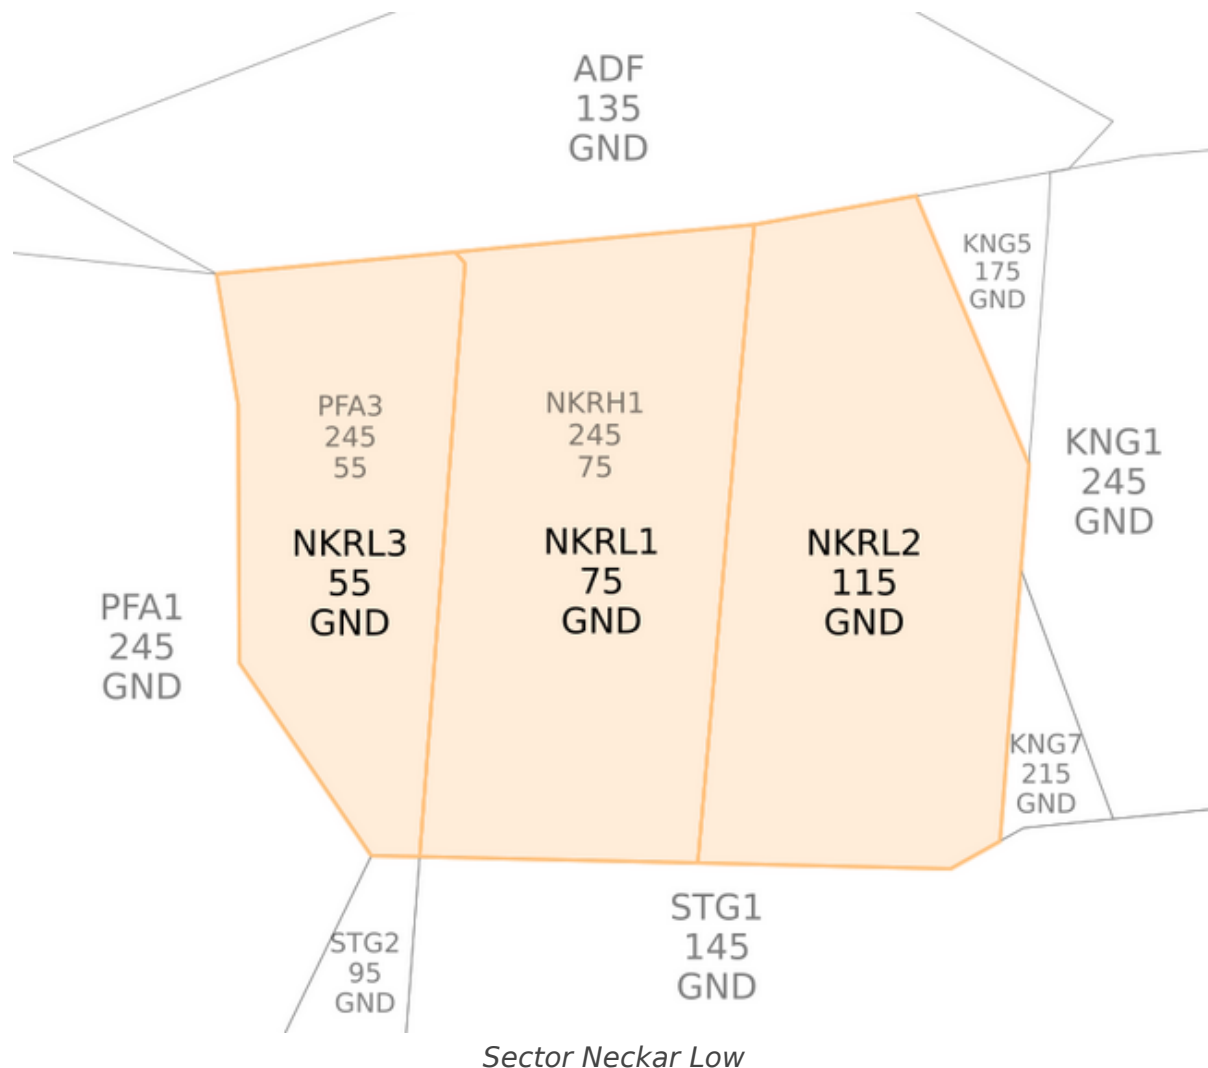 ADF
135
GND
KNG5
175
GND
PFA3
245
55
NKRH1
245
75
KNG1
245
GND
NKRL3
55
GND
NKRL1
75
GND
NKRL2
115
GND
PFA1
245
GND
KNG7
215
GND
STG1
145
GND
STG2
95
GND
Sector Neckar Low